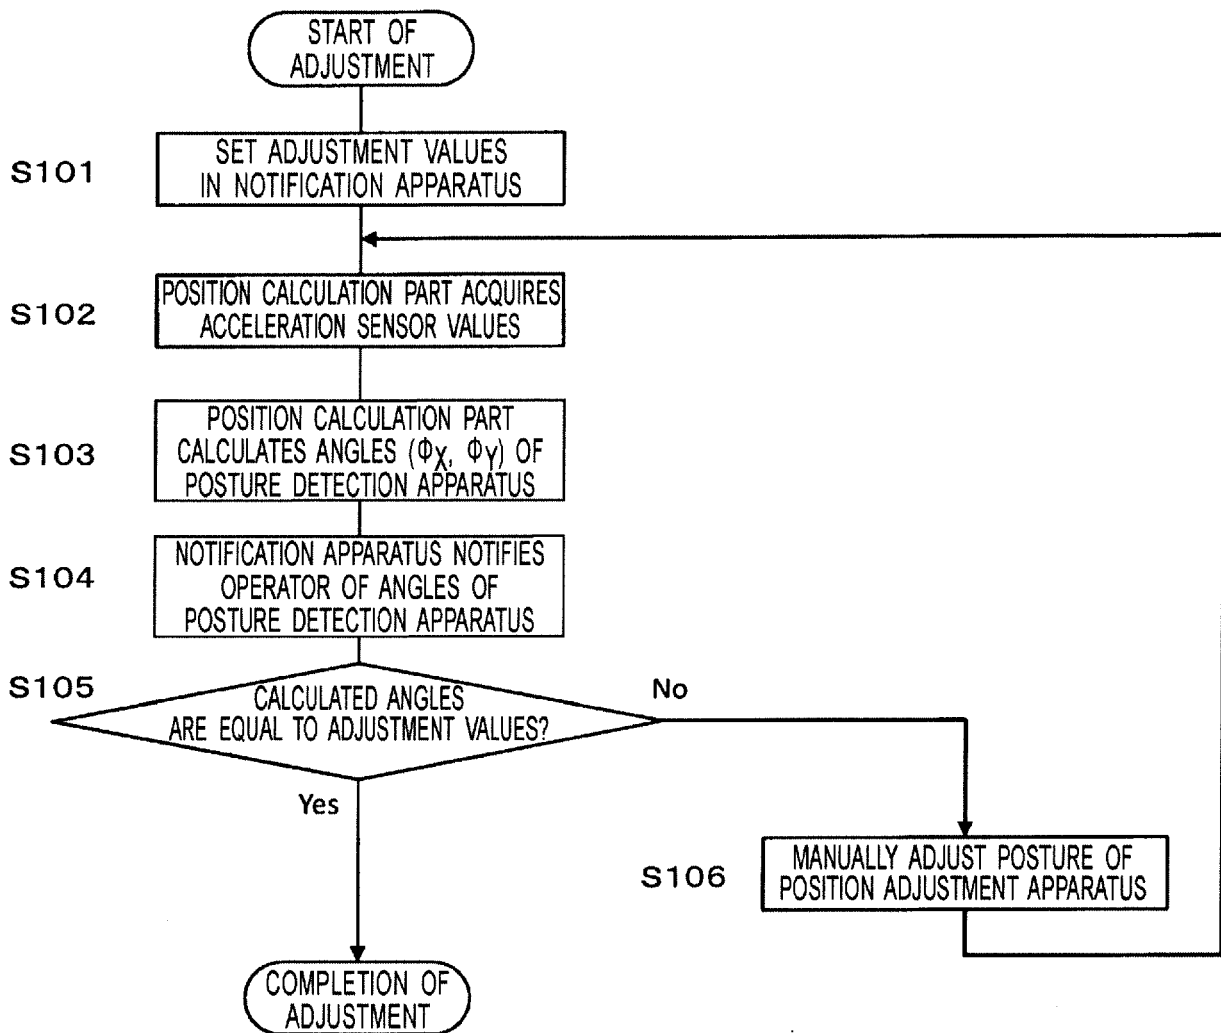 START OF
ADJUSTMENT
S101
SET ADJUSTMENT VALUES
IN NOTIFICATION APPARATUS
S102
POSITION CALCULATION PART ACQUIRES
ACCELERATION SENSOR VALUES
S103
POSITION CALCULATION PART
CALCULATES ANGLES (ΦX, ΦY) OF
POSTURE DETECTION APPARATUS
S104
NOTIFICATION APPARATUS NOTIFIES
OPERATOR OF ANGLES OF
POSTURE DETECTION APPARATUS
S105
CALCULATED ANGLES
ARE EQUAL TO ADJUSTMENT VALUES?
No
Yes
S106
MANUALLY ADJUST POSTURE OF
POSITION ADJUSTMENT APPARATUS
COMPLETION OF
ADJUSTMENT